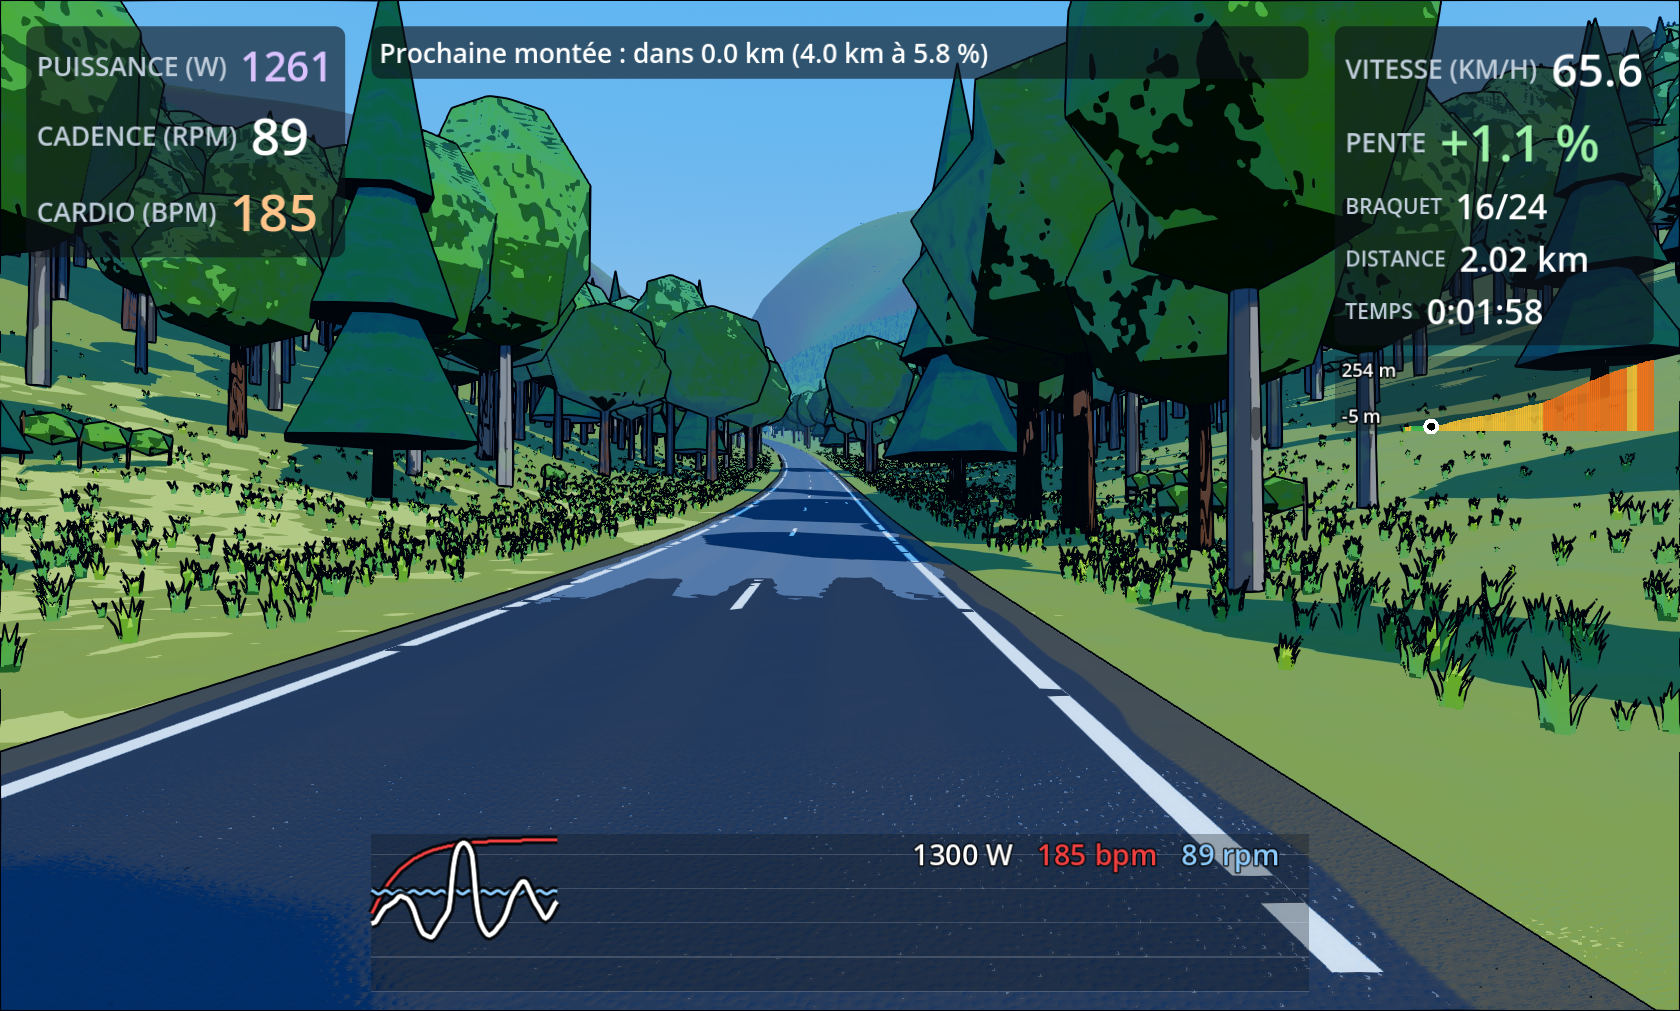 PUISSANCE (W) 1261
CADENCE (RPM) 89
CARDIO (BPM) 185
Prochaine montée : dans 0.0 km (4.0 km à 5.8 %)
VITESSE (KM/H) 65.6
PENTE +1.1 %
BRAQUET 16/24
DISTANCE 2.02 km
TEMPS 0:01:58
254 m
-5 m
1300 W 185 bpm 89 rpm